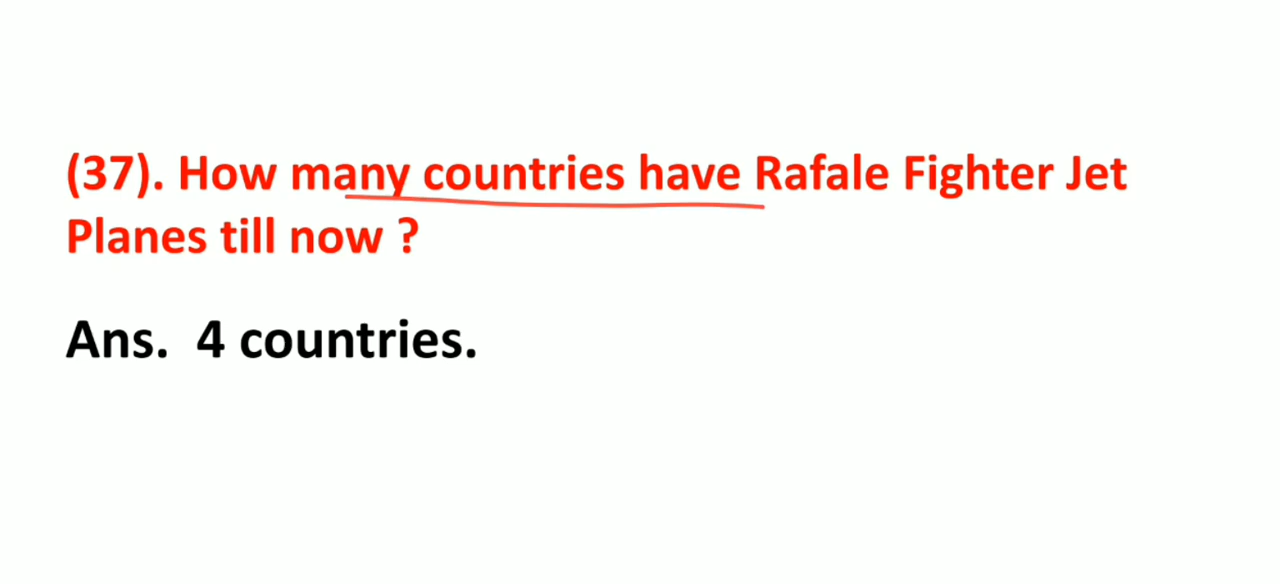 (37). How many countries have Rafale Fighter Jet
Planes till now ?
Ans.  4 countries.